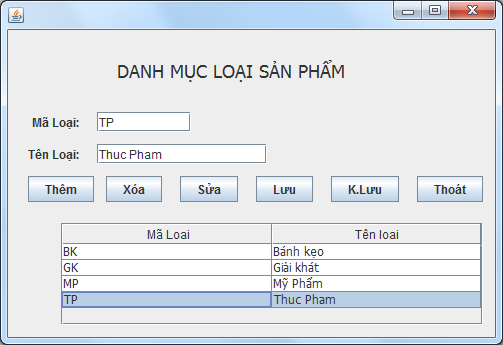 DANH MỤC LOẠI SẢN PHẨM
Mã Loại: TP
Tên Loại: Thuc Pham
Thêm Xóa Sửa Lưu K.Lưu Thoát
Mã Loai Tên loai
BK Bánh kẹo
GK Giải khát
MP Mỹ Phẩm
TP Thuc Pham